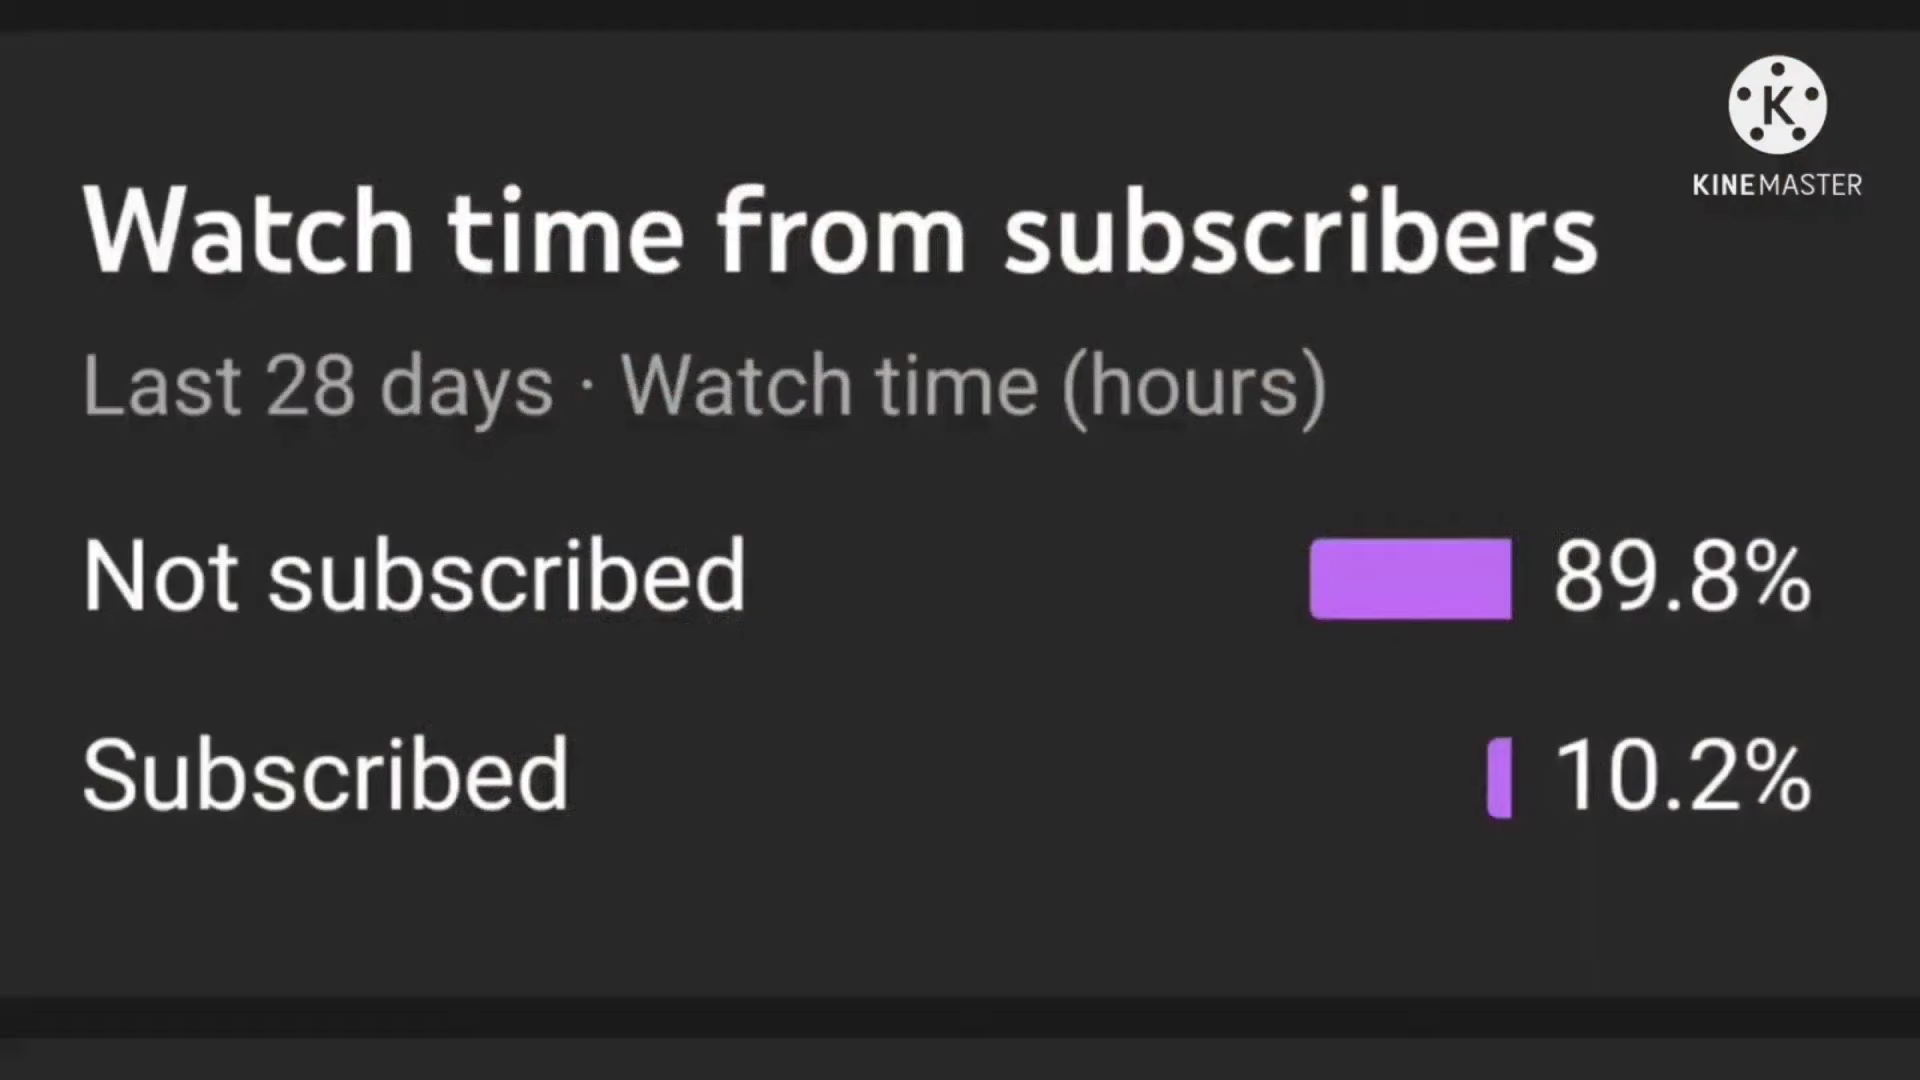 K
KINEMASTER
Watch time from subscribers
Last 28 days · Watch time (hours)
Not subscribed 89.8%
Subscribed 10.2%